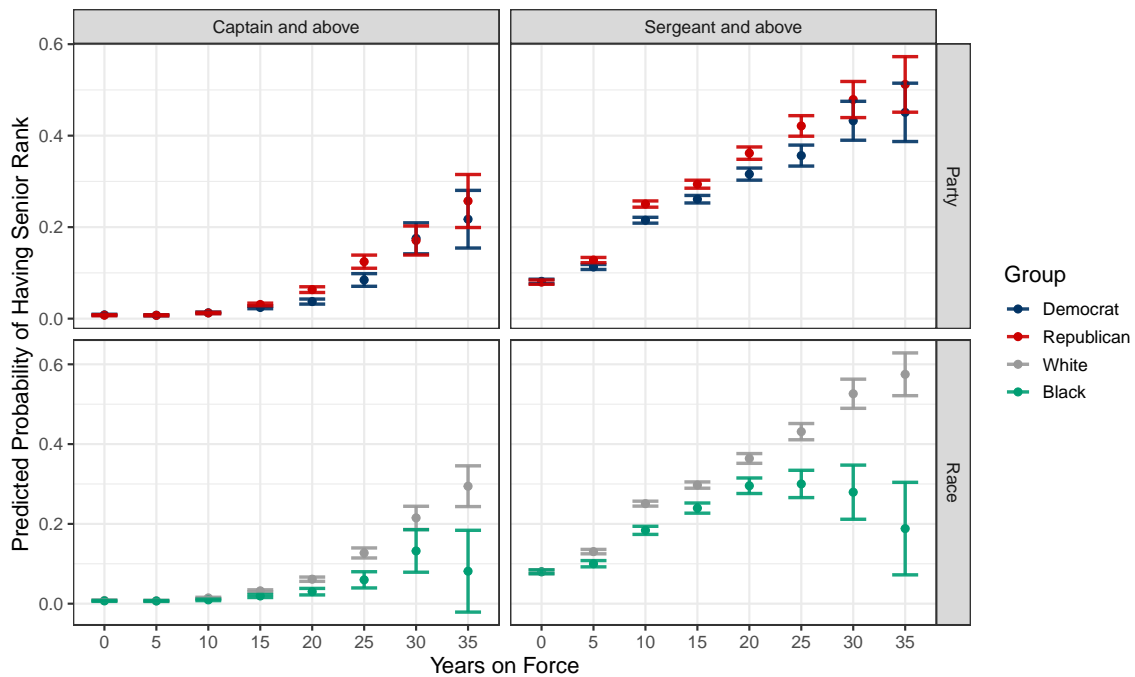 Captain and above
Sergeant and above
Predicted Probability of Having Senior Rank
0.6
0.4
0.2
0.0
Party
0.6
0.4
0.2
0.0
Race
0 5 10 15 20 25 30 35
0 5 10 15 20 25 30 35
Years on Force
Group
Democrat
Republican
White
Black